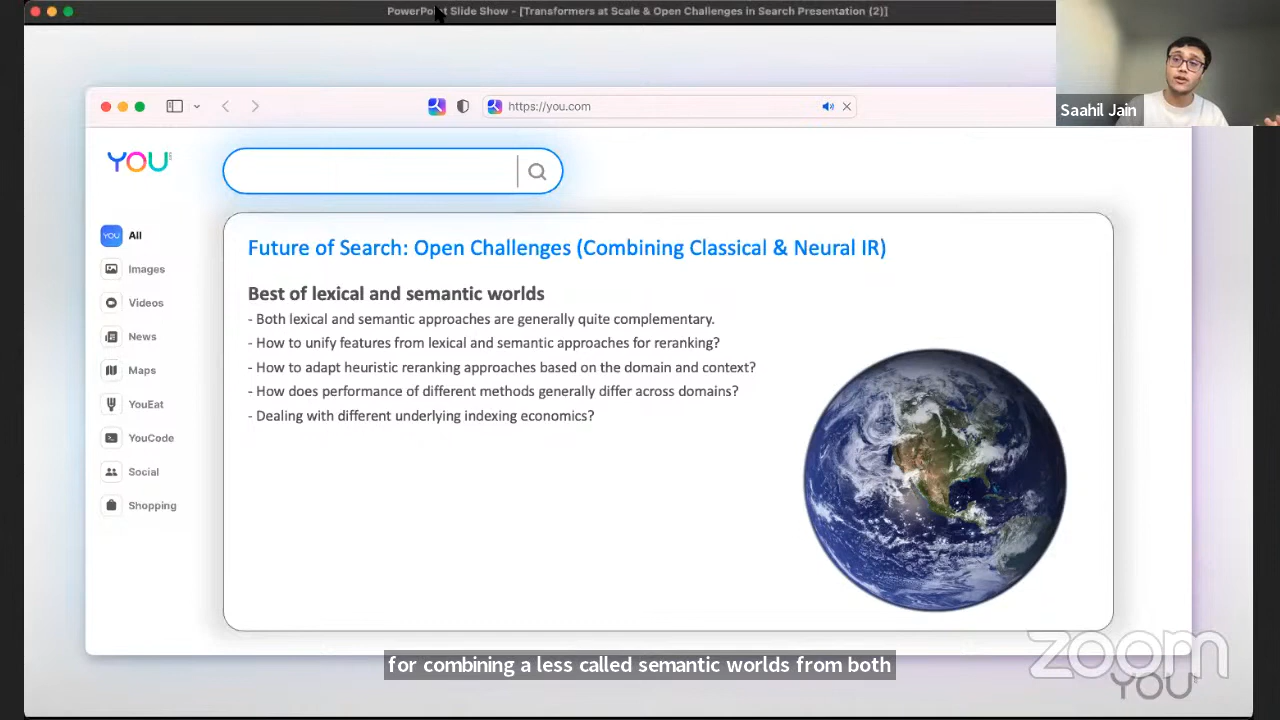 PowerPoint Slide Show - [Transformers at Scale & Open Challenges in Search Presentation (2)]
Saahil Jain
https://you.com
YOU
YOU All
Images
Videos
News
Maps
YouEat
YouCode
Social
Shopping
Future of Search: Open Challenges (Combining Classical & Neural IR)
Best of lexical and semantic worlds
- Both lexical and semantic approaches are generally quite complementary.
- How to unify features from lexical and semantic approaches for reranking?
- How to adapt heuristic reranking approaches based on the domain and context?
- How does performance of different methods generally differ across domains?
- Dealing with different underlying indexing economics?
for combining a less called semantic worlds from both
zoom
YOU